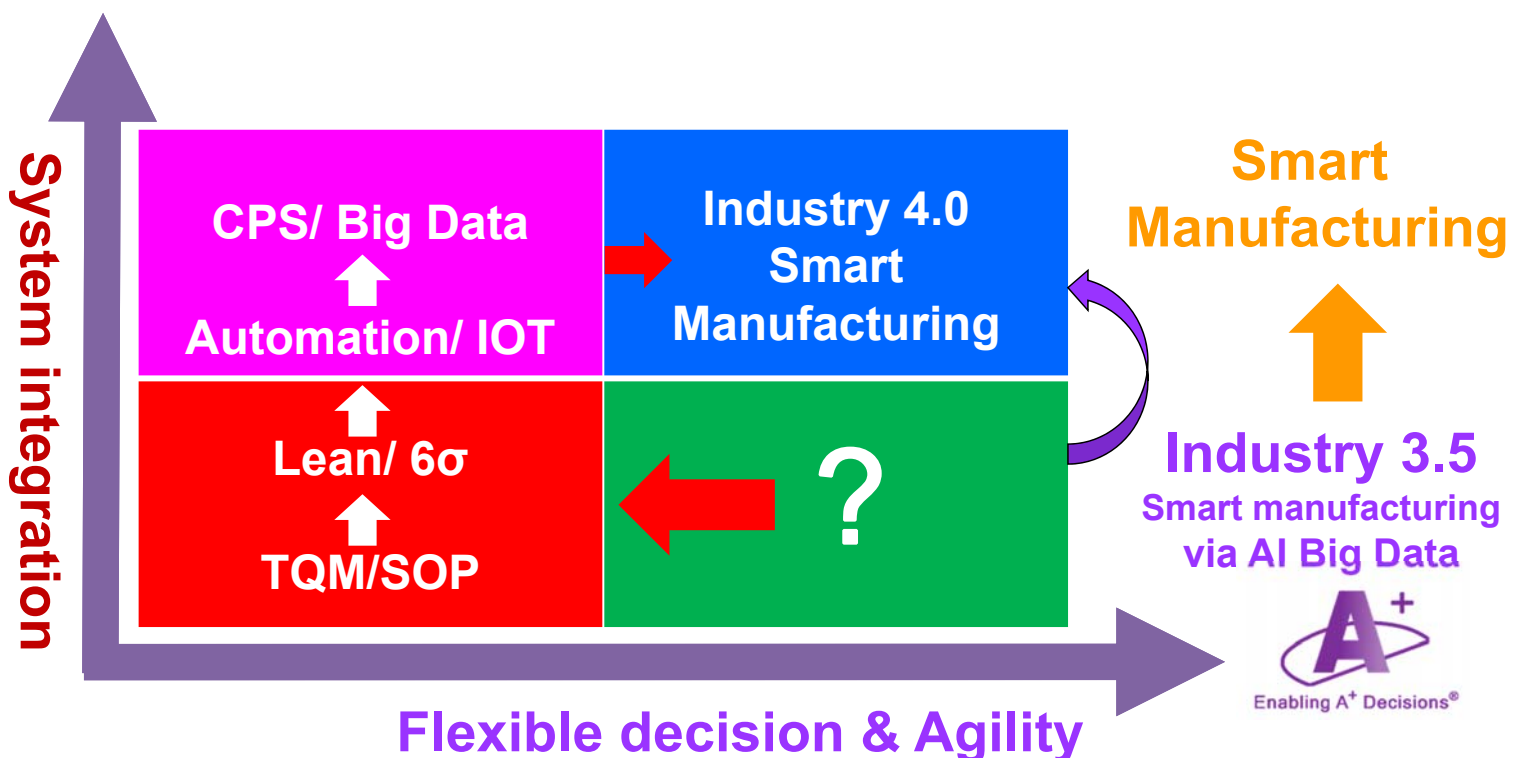 System integration
CPS/ Big Data
Automation/ IOT
Industry 4.0
Smart
Manufacturing
Lean/ 6σ
TQM/SOP
?
Smart
Manufacturing
Industry 3.5
Smart manufacturing
via AI Big Data
A+
Enabling A+ Decisions®
Flexible decision & Agility